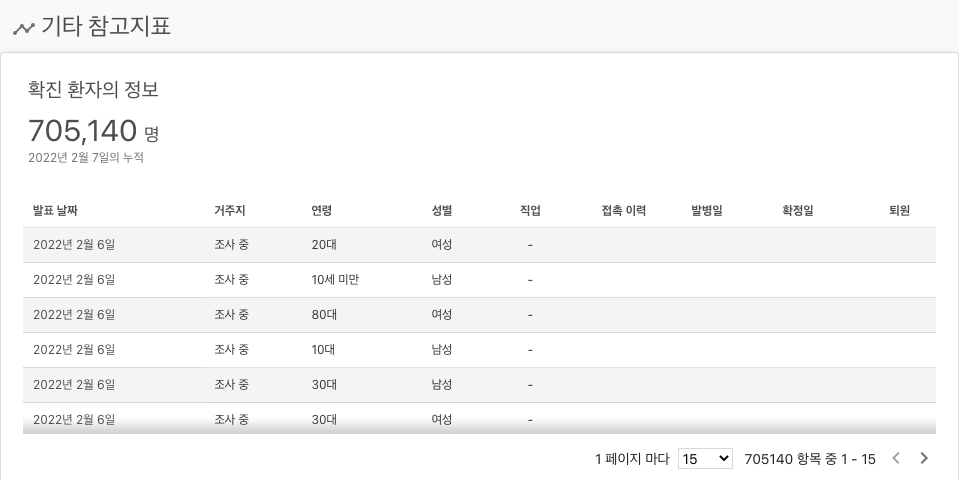 기타 참고지표
확진 환자의 정보
705,140 명
2022년 2월 7일의 누적
발표 날짜 거주지 연령 성별 직업 접촉 이력 발병일 확정일 퇴원
2022년 2월 6일 조사 중 20대 여성 -
2022년 2월 6일 조사 중 10세 미만 남성 -
2022년 2월 6일 조사 중 80대 여성 -
2022년 2월 6일 조사 중 10대 남성 -
2022년 2월 6일 조사 중 30대 남성 -
2022년 2월 6일 조사 중 30대 여성 -
1 페이지 마다 15 705140 항목 중 1 - 15